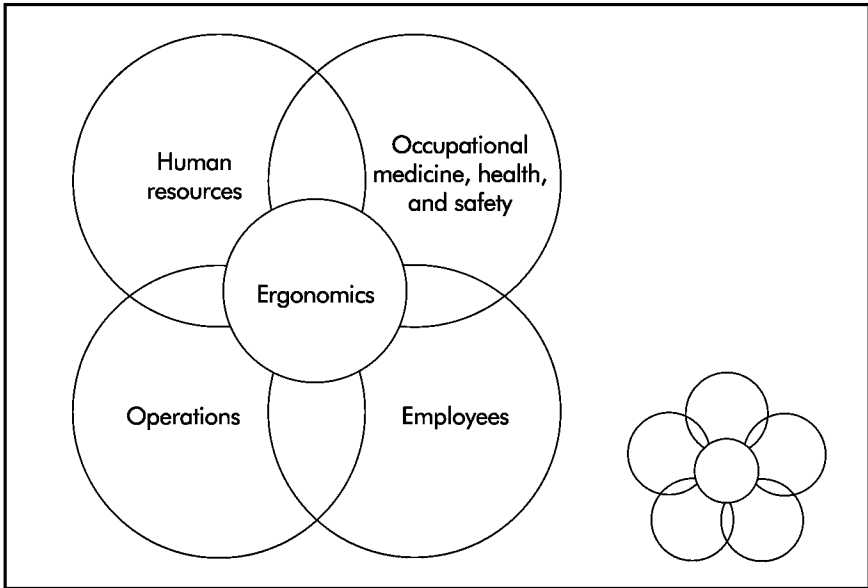 Human
resources
Occupational
medicine, health,
and safety
Ergonomics
Operations
Employees